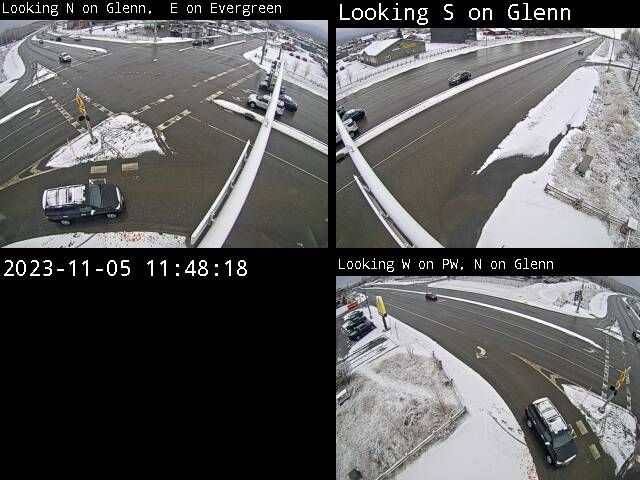 Looking N on Glenn,  E on Evergreen
Looking S on Glenn
2023-11-05 11:48:18
Looking W on PW, N on Glenn